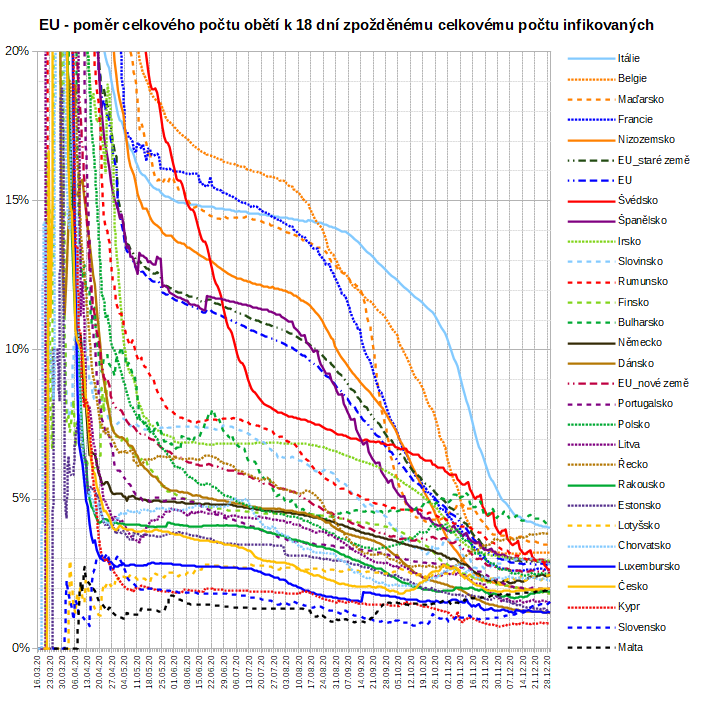 EU - poměr celkového počtu obětí k 18 dní zpožděnému celkovému počtu infikovaných
20%
15%
10%
5%
0%
16.03.20
23.03.20
30.03.20
06.04.20
13.04.20
20.04.20
27.04.20
04.05.20
11.05.20
18.05.20
25.05.20
01.06.20
08.06.20
15.06.20
22.06.20
29.06.20
06.07.20
13.07.20
20.07.20
27.07.20
03.08.20
10.08.20
17.08.20
24.08.20
31.08.20
07.09.20
14.09.20
21.09.20
28.09.20
05.10.20
12.10.20
19.10.20
26.10.20
02.11.20
09.11.20
16.11.20
23.11.20
30.11.20
07.12.20
14.12.20
21.12.20
28.12.20
Itálie
Belgie
Maďarsko
Francie
Nizozemsko
EU_staré země
EU
Švédsko
Španělsko
Irsko
Slovinsko
Rumunsko
Finsko
Bulharsko
Německo
Dánsko
EU_nové země
Portugalsko
Polsko
Litva
Řecko
Rakousko
Estonsko
Lotyšsko
Chorvatsko
Luxembursko
Česko
Kypr
Slovensko
Malta